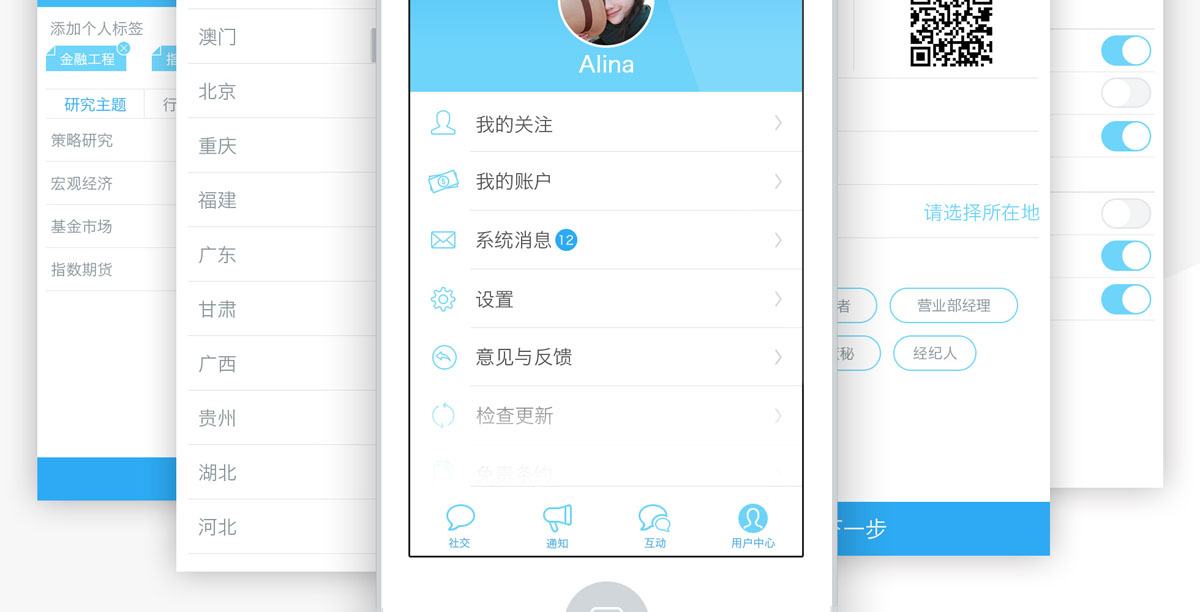 添加个人标签
金融工程
指
研究主题
行
策略研究
宏观经济
基金市场
指数期货
澳门
北京
重庆
福建
广东
甘肃
广西
贵州
湖北
河北
Alina
我的关注
我的账户
系统消息 12
设置
意见与反馈
检查更新
免责条约
社交
通知
互动
用户中心
请选择所在地
者
营业部经理
秘
经纪人
下一步